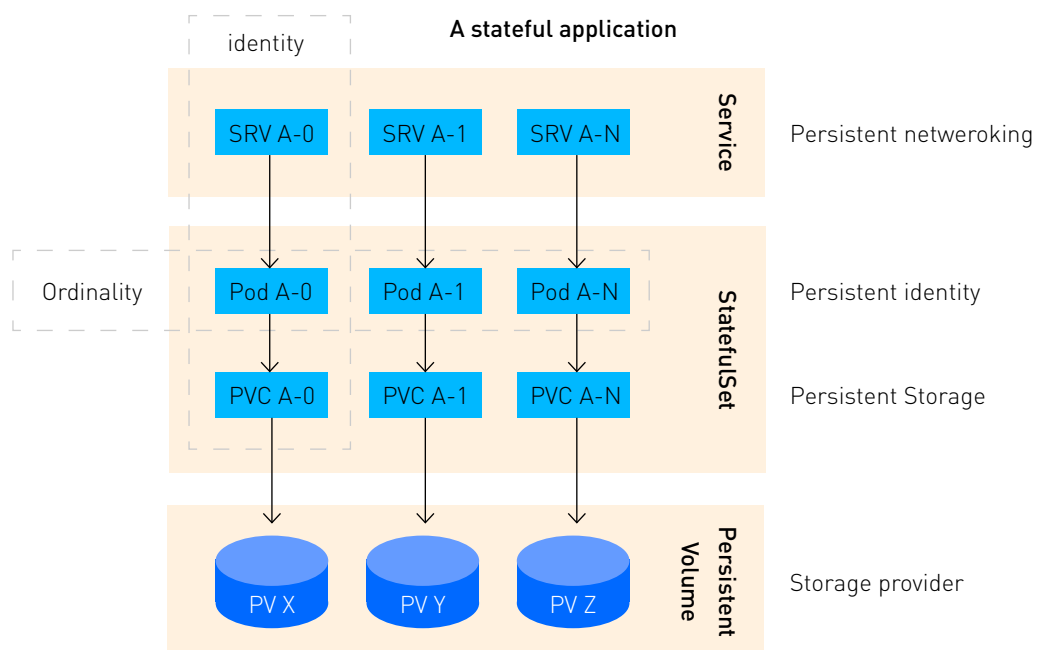 A stateful application
identity
SRV A-0
SRV A-1
SRV A-N
Service
Persistent netweroking
Ordinality
Pod A-0
Pod A-1
Pod A-N
Persistent identity
StatefulSet
PVC A-0
PVC A-1
PVC A-N
Persistent Storage
PV X
PV Y
PV Z
Persistent
Volume
Storage provider